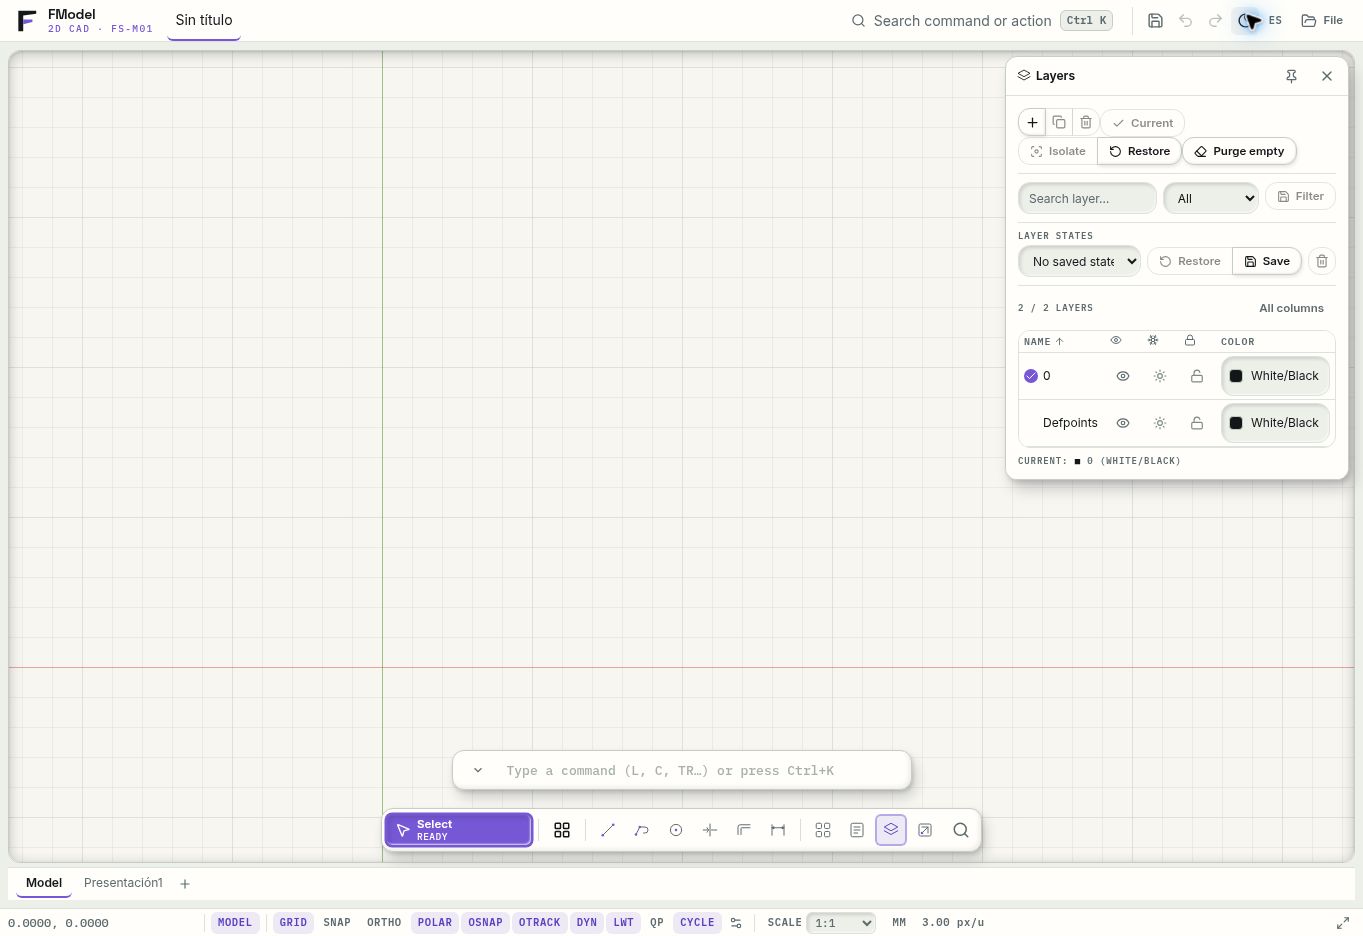 FModel
2D CAD · FS-M01
Sin título
Search command or action
Ctrl K
ES
File
Layers
Current
Isolate
Restore
Purge empty
Search layer...
All
Filter
LAYER STATES
No saved state
Restore
Save
2 / 2 LAYERS
All columns
NAME ↑
COLOR
0
White/Black
Defpoints
White/Black
CURRENT: ■ 0 (WHITE/BLACK)
Type a command (L, C, TR…) or press Ctrl+K
Select
READY
Model
Presentación1
0.0000, 0.0000
MODEL
GRID
SNAP
ORTHO
POLAR
OSNAP
OTRACK
DYN
LWT
QP
CYCLE
SCALE
1:1
MM
3.00 px/u